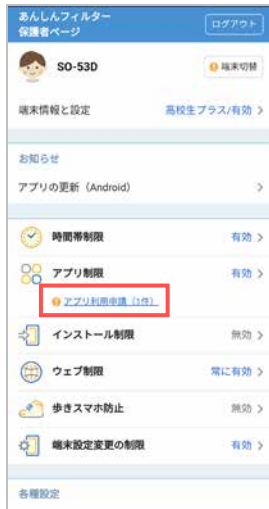 あんしんフィルター
保護者ページ
ログアウト
SO-53D
端末切替
端末情報と設定
高校生プラス/有効
お知らせ
アプリの更新（Android）
時間帯制限
有効
アプリ制限
有効
アプリ利用申請（1件）
インストール制限
無効
ウェブ制限
常に有効
歩きスマホ防止
無効
端末設定変更の制限
有効
各種設定